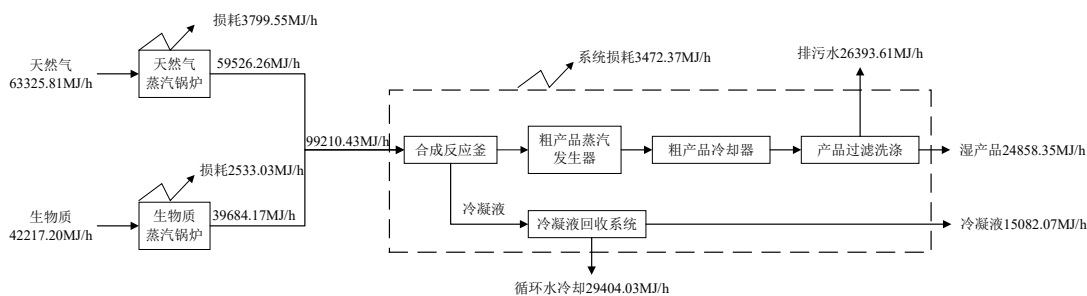 损耗3799.55MJ/h
天然气
63325.81MJ/h
天然气
蒸汽锅炉
59526.26MJ/h
系统损耗3472.37MJ/h
排污水26393.61MJ/h
99210.43MJ/h
合成反应釜
粗产品蒸汽
发生器
粗产品冷却器
产品过滤洗涤
湿产品24858.35MJ/h
损耗2533.03MJ/h
生物质
42217.20MJ/h
生物质
蒸汽锅炉
39684.17MJ/h
冷凝液
冷凝液回收系统
冷凝液15082.07MJ/h
循环水冷却29404.03MJ/h